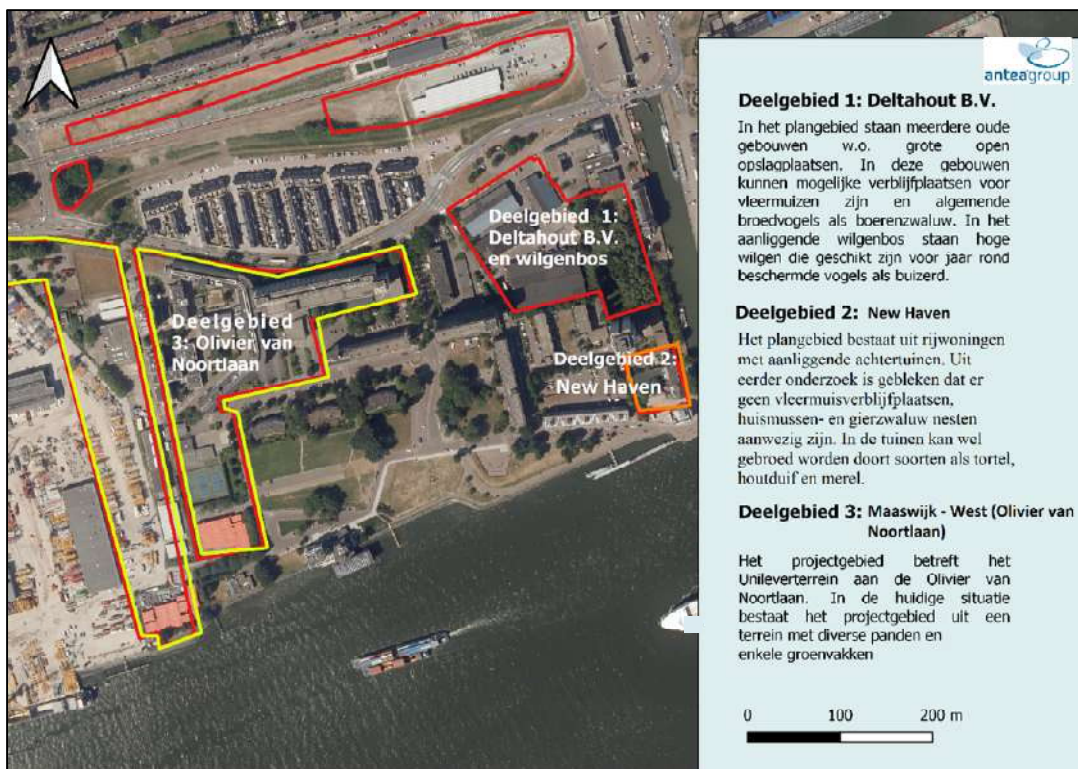 Deelgebied 1:
Deltahout B.V.
en wilgenbos
Deelgebied
3: Olivier van
Noortlaan
Deelgebied 2:
New Haven
anteagroup
Deelgebied 1: Deltahout B.V.
In het plangebied staan meerdere oude
gebouwen w.o. grote open
opslagplaatsen. In deze gebouwen
kunnen mogelijke verblijfplaatsen voor
vleermuizen zijn en algemende
broedvogels als boerenzwaluw. In het
aanliggende wilgenbos staan hoge
wilgen die geschikt zijn voor jaar rond
beschermde vogels als buizerd.
Deelgebied 2: New Haven
Het plangebied bestaat uit rijwoningen
met aanliggende achtertuinen. Uit
eerder onderzoek is gebleken dat er
geen vleermuisverblijfplaatsen,
huismussen- en gierzwaluw nesten
aanwezig zijn. In de tuinen kan wel
gebroed worden doort soorten als tortel,
houtduif en merel.
Deelgebied 3: Maaswijk - West (Olivier van
Noortlaan)
Het projectgebied betreft het
Unileverterrein aan de Olivier van
Noortlaan. In de huidige situatie
bestaat het projectgebied uit een
terrein met diverse panden en
enkele groenvakken
0 100 200 m